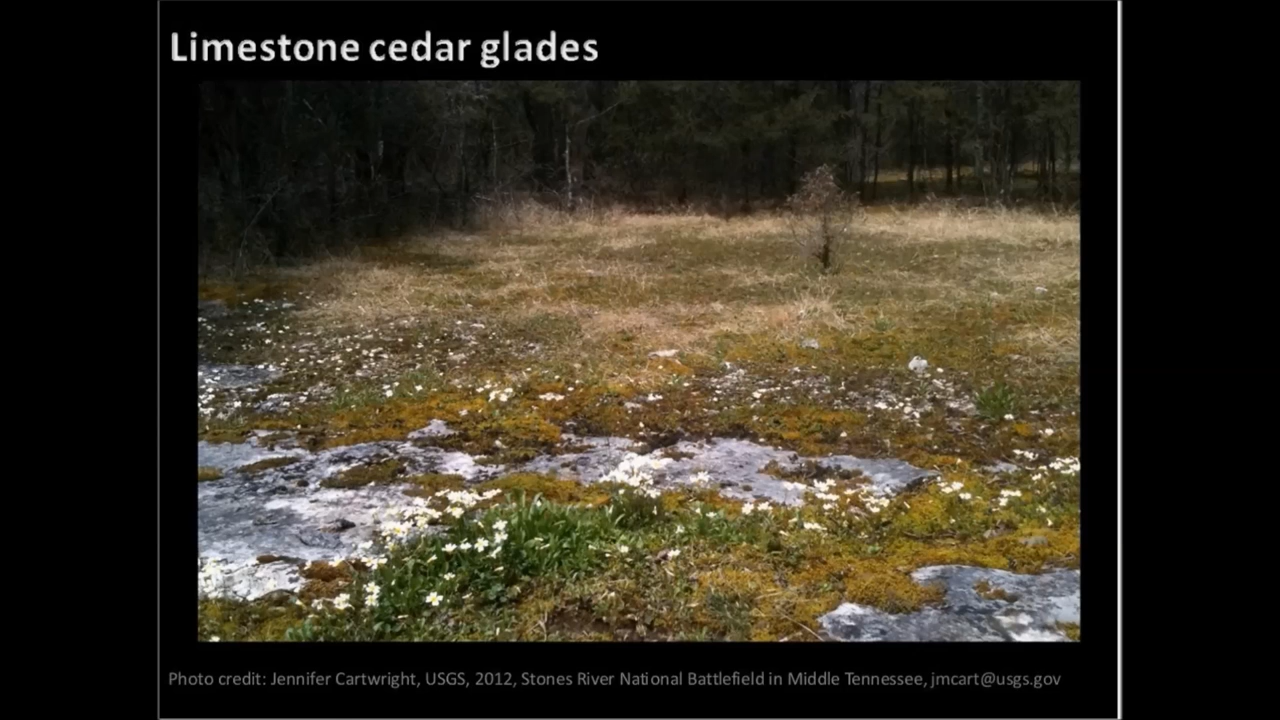 Limestone cedar glades
Photo credit: Jennifer Cartwright, USGS, 2012, Stones River National Battlefield in Middle Tennessee, jmcart@usgs.gov